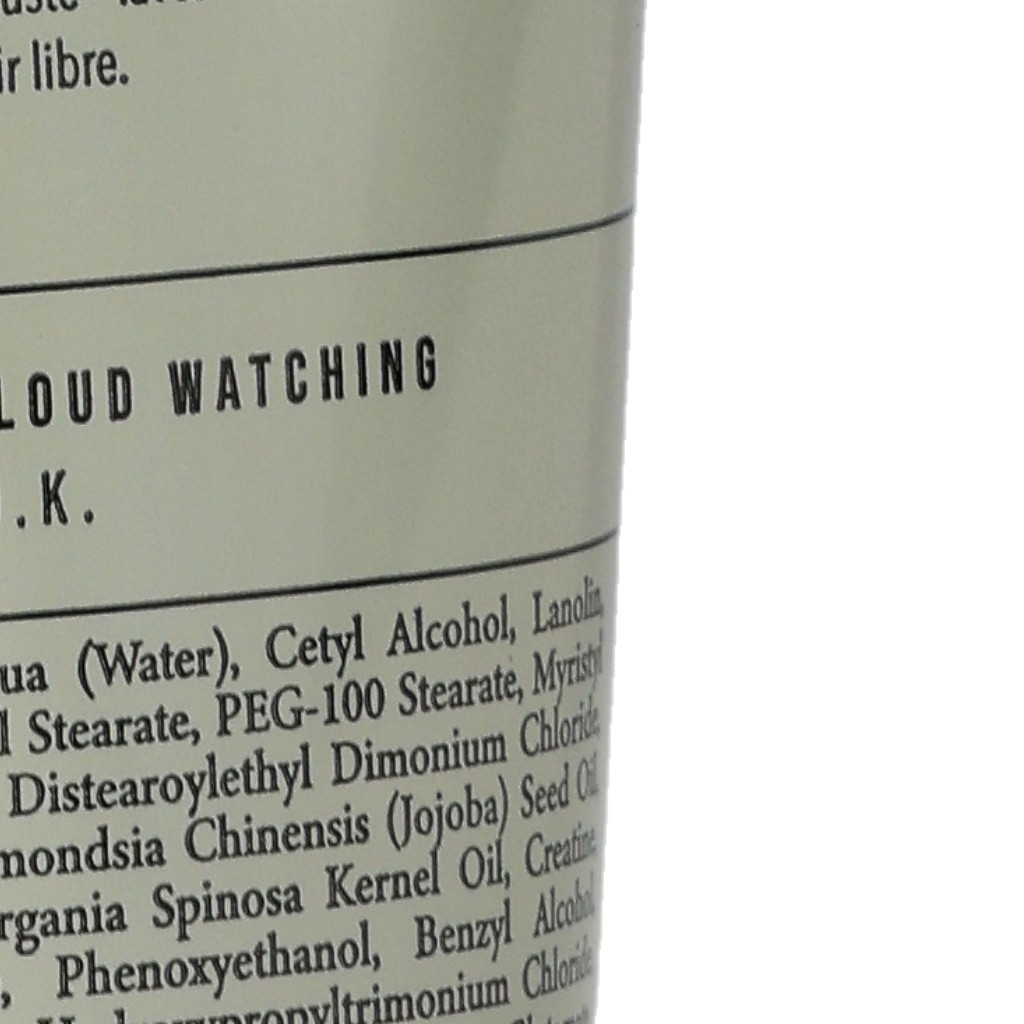 ir libre.
LOUD WATCHING
.K.
ua (Water), Cetyl Alcohol, Lanolin,
l Stearate, PEG-100 Stearate, Myristyl
Distearoylethyl Dimonium Chloride,
mondsia Chinensis (Jojoba) Seed Oil,
rgania Spinosa Kernel Oil, Creatine,
, Phenoxyethanol, Benzyl Alcohol,
Chloride,